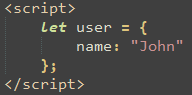 <script>
    let user = {
        name: "John"
    };
</script>